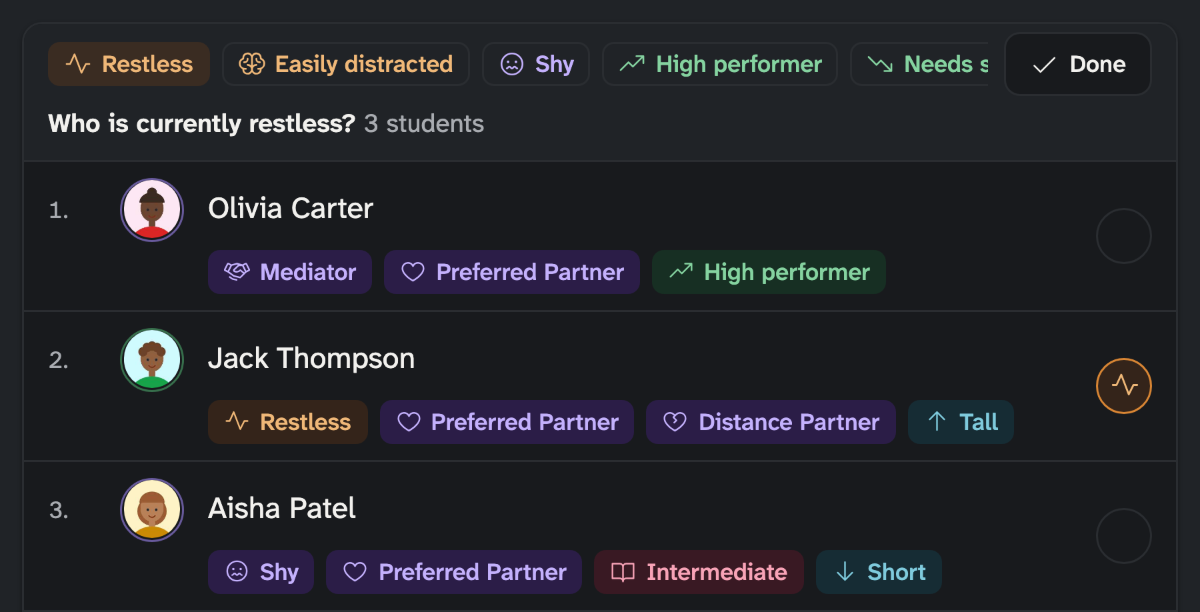 Restless Easily distracted Shy High performer Needs s Done
Who is currently restless? 3 students
1. Olivia Carter
Mediator Preferred Partner High performer
2. Jack Thompson
Restless Preferred Partner Distance Partner Tall
3. Aisha Patel
Shy Preferred Partner Intermediate Short